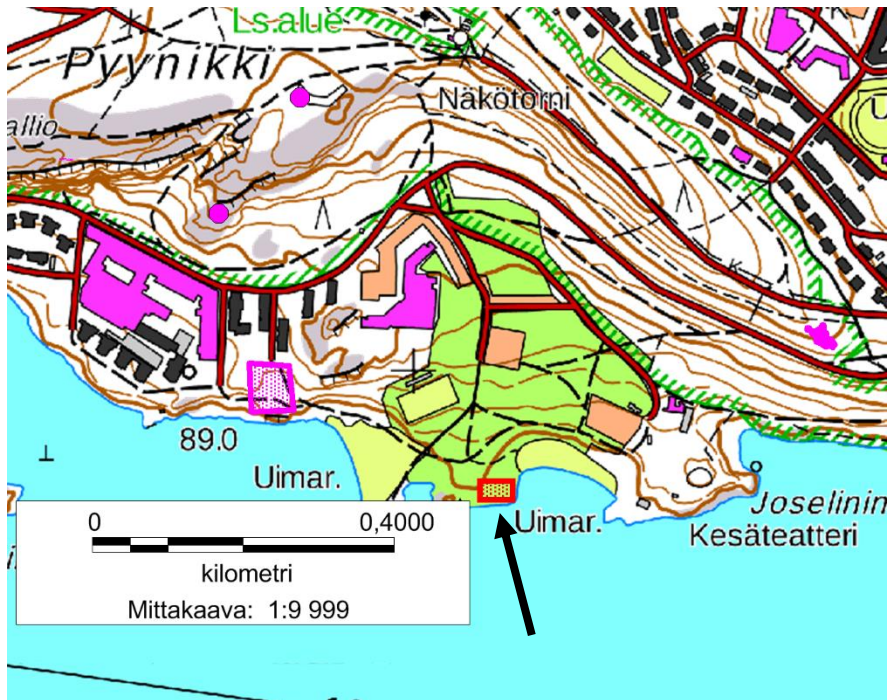 Ls.alue
Pyynikki
Näkötorni
allio
U
89.0
Uimar.
Uimar.
Joselinin
Kesäteatteri
0 0,4000
kilometri
Mittakaava: 1:9 999